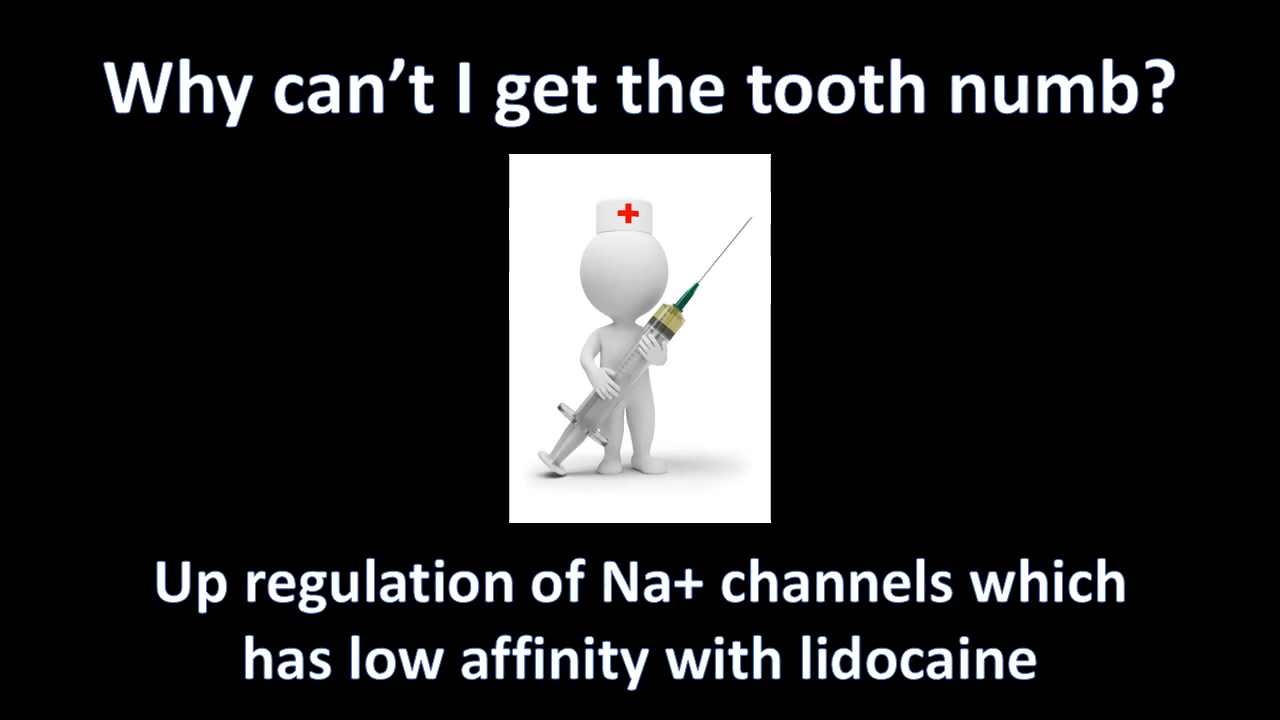 Why can’t I get the tooth numb?
Up regulation of Na+ channels which
has low affinity with lidocaine